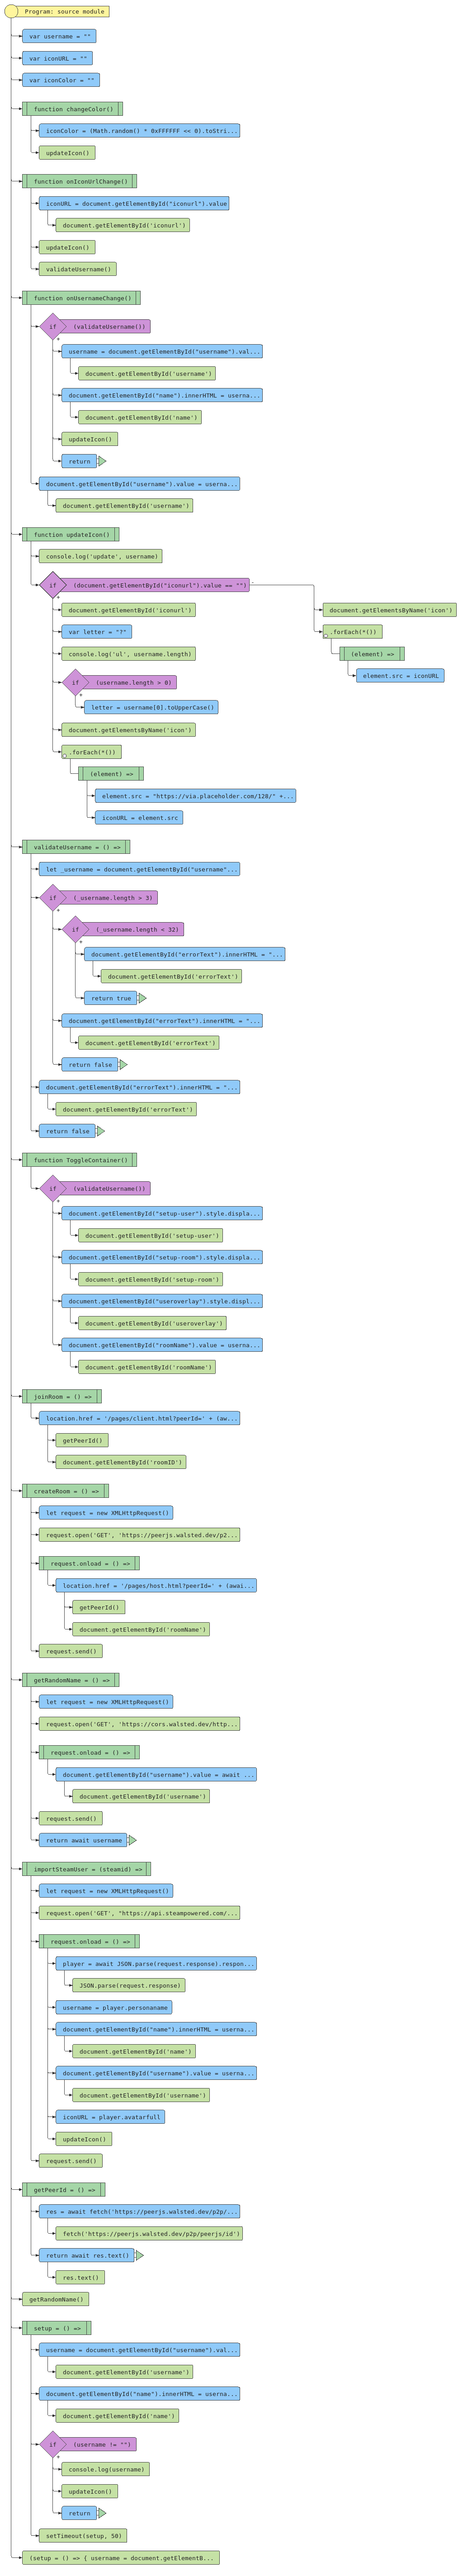 Program: source module
var username = ""
var iconURL = ""
var iconColor = ""
function changeColor()
iconColor = (Math.random() * 0xFFFFFF << 0).toStri...
updateIcon()
function onIconUrlChange()
iconURL = document.getElementById("iconurl").value
document.getElementById('iconurl')
updateIcon()
validateUsername()
function onUsernameChange()
if (validateUsername())
+
username = document.getElementById("username").val...
document.getElementById('username')
document.getElementById("name").innerHTML = userna...
document.getElementById('name')
updateIcon()
return
document.getElementById("username").value = userna...
document.getElementById('username')
function updateIcon()
console.log('update', username)
if (document.getElementById("iconurl").value == "")
-
+
document.getElementById('iconurl')
document.getElementsByName('icon')
var letter = "?"
.forEach(*())
console.log('ul', username.length)
(element) =>
element.src = iconURL
if (username.length > 0)
+
letter = username[0].toUpperCase()
document.getElementsByName('icon')
.forEach(*())
(element) =>
element.src = "https://via.placeholder.com/128/" +...
iconURL = element.src
validateUsername = () =>
let _username = document.getElementById("username"...
if (_username.length > 3)
+
if (_username.length < 32)
+
document.getElementById("errorText").innerHTML = "...
document.getElementById('errorText')
return true
document.getElementById("errorText").innerHTML = "...
document.getElementById('errorText')
return false
document.getElementById("errorText").innerHTML = "...
document.getElementById('errorText')
return false
function ToggleContainer()
if (validateUsername())
+
document.getElementById("setup-user").style.displa...
document.getElementById('setup-user')
document.getElementById("setup-room").style.displa...
document.getElementById('setup-room')
document.getElementById("useroverlay").style.displ...
document.getElementById('useroverlay')
document.getElementById("roomName").value = userna...
document.getElementById('roomName')
joinRoom = () =>
location.href = '/pages/client.html?peerId=' + (aw...
getPeerId()
document.getElementById('roomID')
createRoom = () =>
let request = new XMLHttpRequest()
request.open('GET', 'https://peerjs.walsted.dev/p2...
request.onload = () =>
location.href = '/pages/host.html?peerId=' + (awai...
getPeerId()
document.getElementById('roomName')
request.send()
getRandomName = () =>
let request = new XMLHttpRequest()
request.open('GET', 'https://cors.walsted.dev/http...
request.onload = () =>
document.getElementById("username").value = await ...
document.getElementById('username')
request.send()
return await username
importSteamUser = (steamid) =>
let request = new XMLHttpRequest()
request.open('GET', "https://api.steampowered.com/...
request.onload = () =>
player = await JSON.parse(request.response).respon...
JSON.parse(request.response)
username = player.personaname
document.getElementById("name").innerHTML = userna...
document.getElementById('name')
document.getElementById("username").value = userna...
document.getElementById('username')
iconURL = player.avatarfull
updateIcon()
request.send()
getPeerId = () =>
res = await fetch('https://peerjs.walsted.dev/p2p/...
fetch('https://peerjs.walsted.dev/p2p/peerjs/id')
return await res.text()
res.text()
getRandomName()
setup = () =>
username = document.getElementById("username").val...
document.getElementById('username')
document.getElementById("name").innerHTML = userna...
document.getElementById('name')
if (username != "")
+
console.log(username)
updateIcon()
return
setTimeout(setup, 50)
(setup = () => { username = document.getElementB...